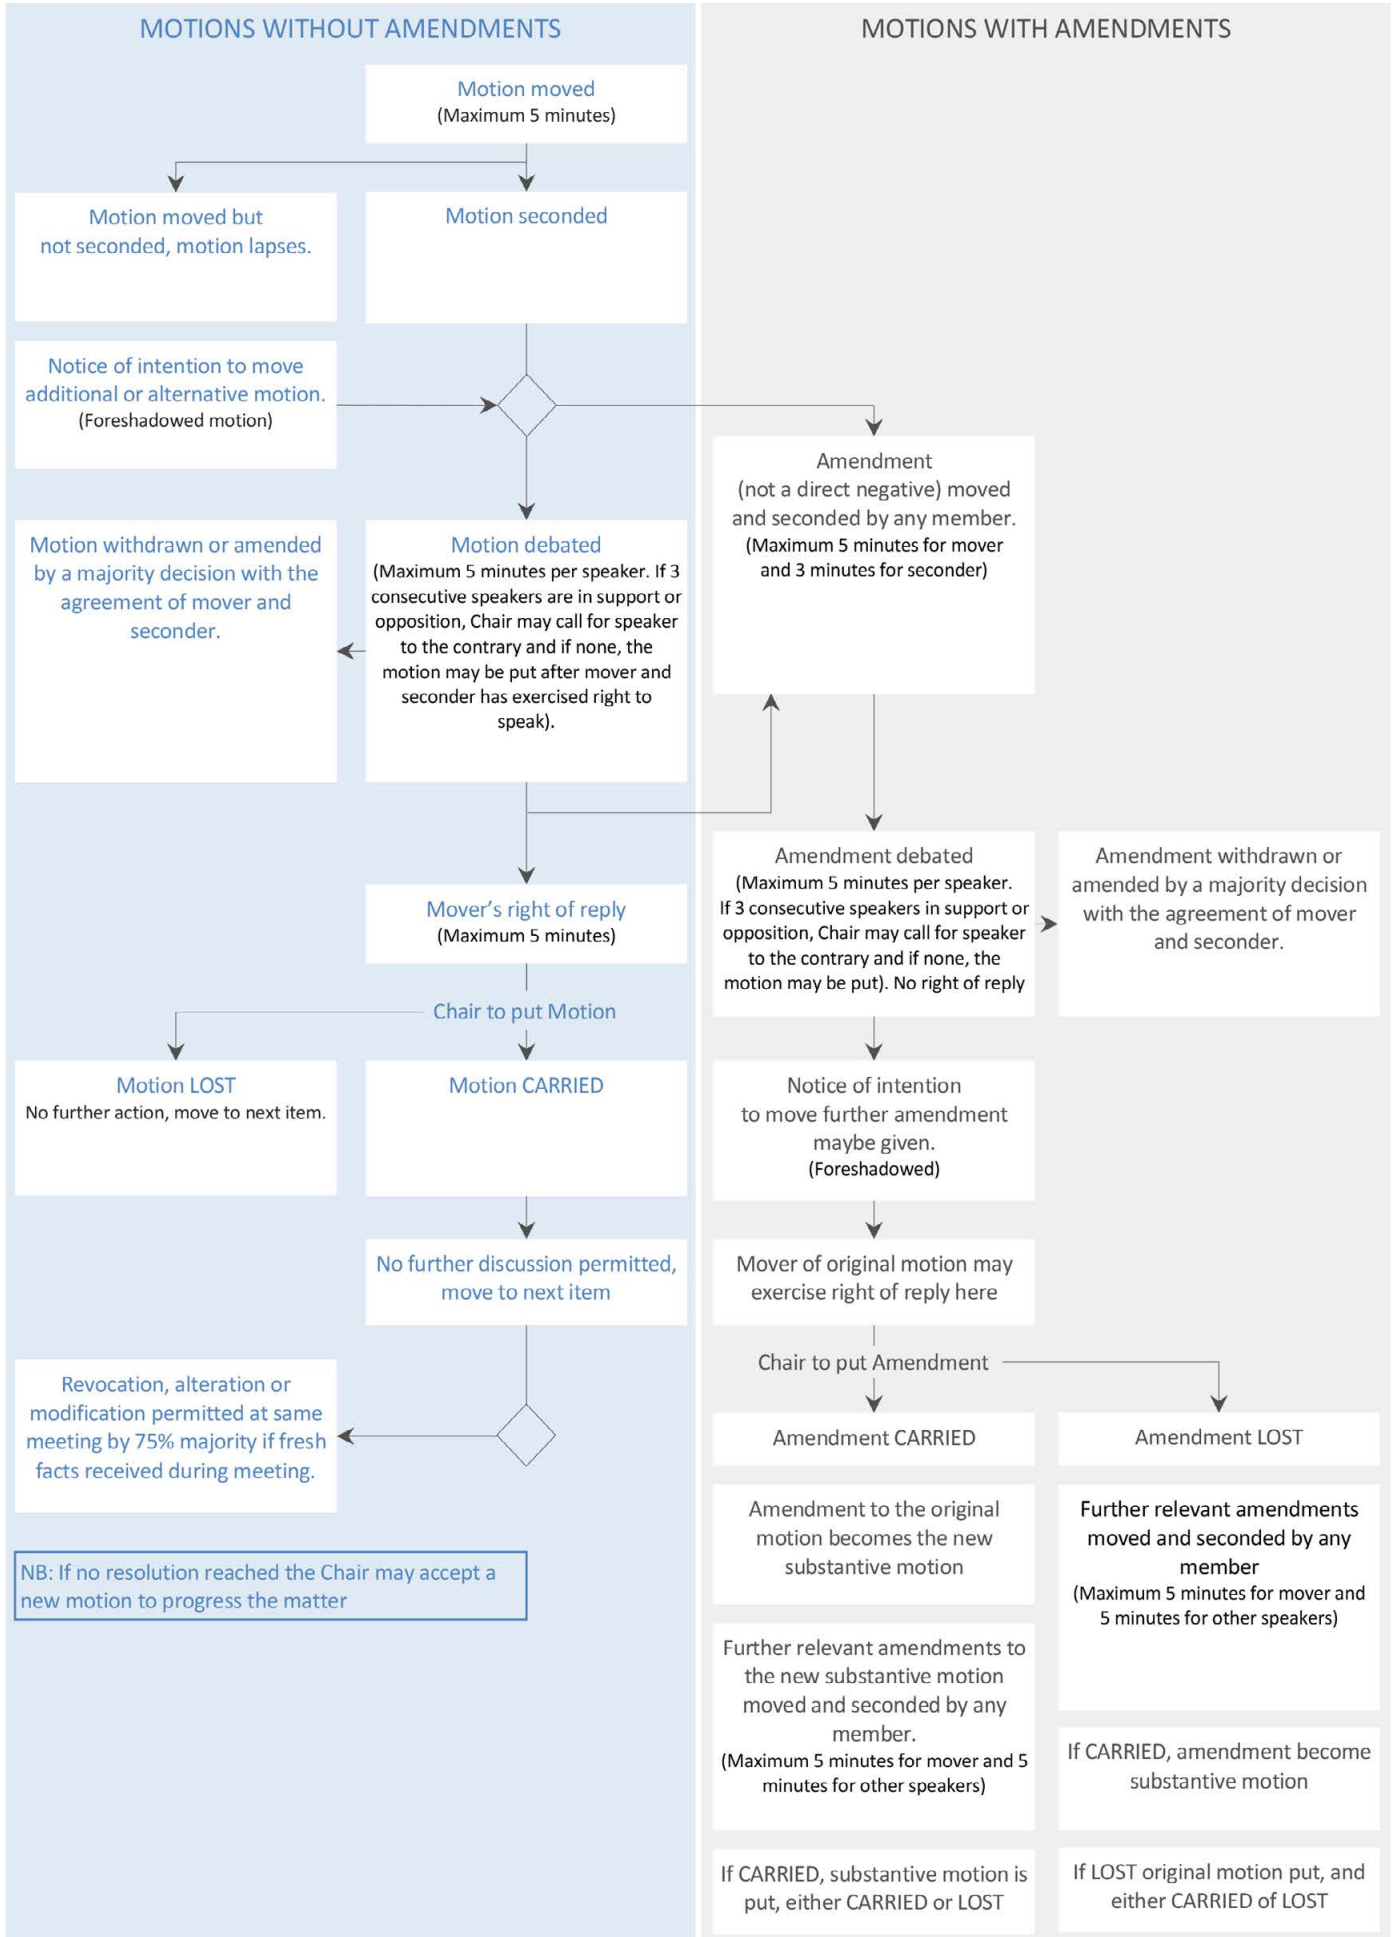 MOTIONS WITHOUT AMENDMENTS
Motion moved
(Maximum 5 minutes)
Motion moved but
not seconded, motion lapses.
Motion seconded
Notice of intention to move
additional or alternative motion.
(Foreshadowed motion)
Motion withdrawn or amended
by a majority decision with the
agreement of mover and
seconder.
Motion debated
(Maximum 5 minutes per speaker. If 3
consecutive speakers are in support or
opposition, Chair may call for speaker
to the contrary and if none, the
motion may be put after mover and
seconder has exercised right to
speak).
Mover’s right of reply
(Maximum 5 minutes)
Chair to put Motion
Motion LOST
No further action, move to next item.
Motion CARRIED
No further discussion permitted,
move to next item
Revocation, alteration or
modification permitted at same
meeting by 75% majority if fresh
facts received during meeting.
NB: If no resolution reached the Chair may accept a
new motion to progress the matter
MOTIONS WITH AMENDMENTS
Amendment
(not a direct negative) moved
and seconded by any member.
(Maximum 5 minutes for mover
and 3 minutes for seconder)
Amendment debated
(Maximum 5 minutes per speaker.
If 3 consecutive speakers in support or
opposition, Chair may call for speaker
to the contrary and if none, the
motion may be put). No right of reply
Amendment withdrawn or
amended by a majority decision
with the agreement of mover
and seconder.
Notice of intention
to move further amendment
maybe given.
(Foreshadowed)
Mover of original motion may
exercise right of reply here
Chair to put Amendment
Amendment CARRIED
Amendment to the original
motion becomes the new
substantive motion
Further relevant amendments to
the new substantive motion
moved and seconded by any
member.
(Maximum 5 minutes for mover and 5
minutes for other speakers)
If CARRIED, substantive motion is
put, either CARRIED or LOST
Amendment LOST
Further relevant amendments
moved and seconded by any
member
(Maximum 5 minutes for mover and
5 minutes for other speakers)
If CARRIED, amendment become
substantive motion
If LOST original motion put, and
either CARRIED of LOST